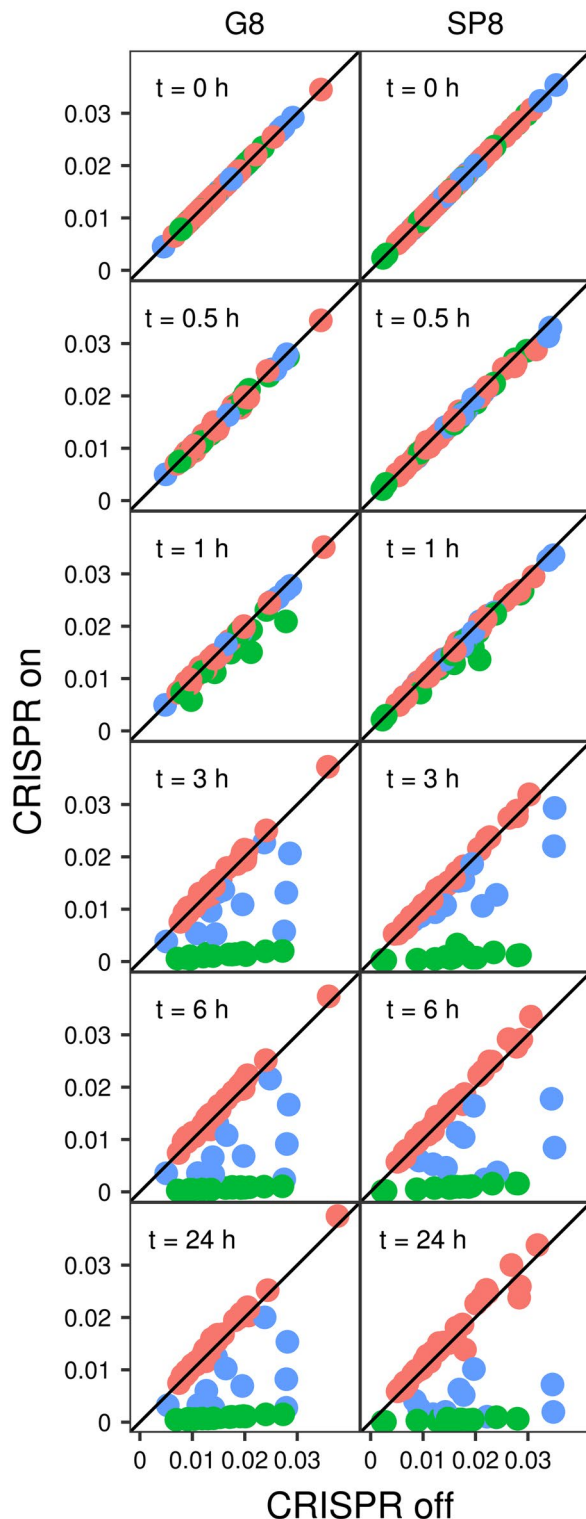 G8 SP8
t = 0 h t = 0 h
0.03
0.02
0.01
0
t = 0.5 h t = 0.5 h
0.03
0.02
0.01
0
t = 1 h t = 1 h
0.03
0.02
0.01
0
CRISPR on
t = 3 h t = 3 h
0.03
0.02
0.01
0
t = 6 h t = 6 h
0.03
0.02
0.01
0
t = 24 h t = 24 h
0.03
0.02
0.01
0
0 0.01 0.02 0.03 0 0.01 0.02 0.03
CRISPR off